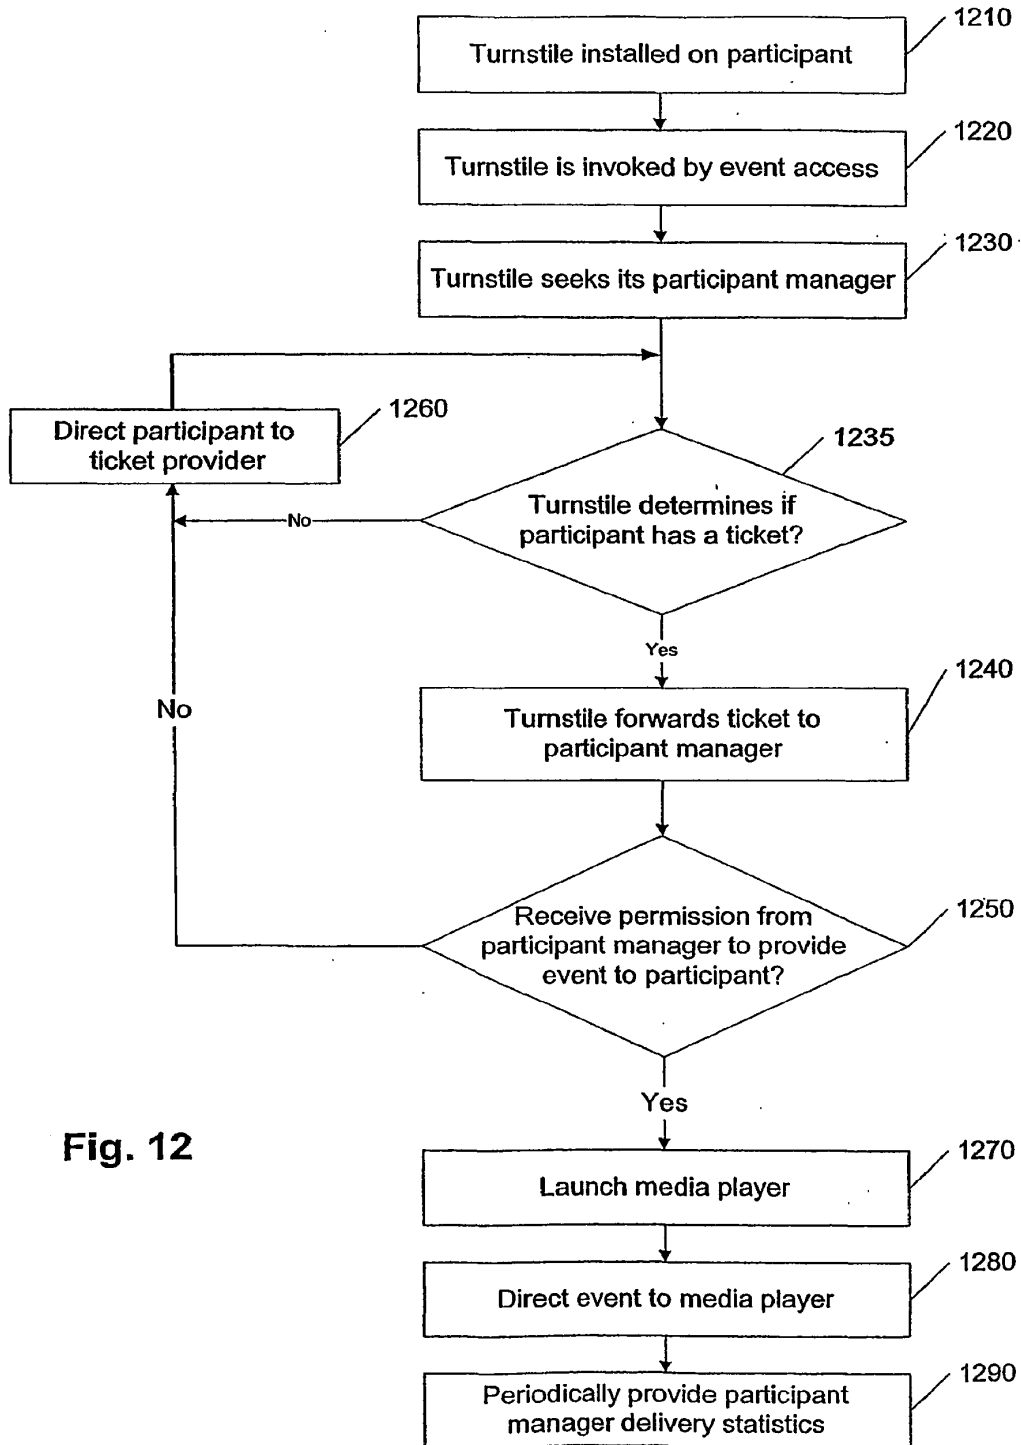 1210
Turnstile installed on participant
1220
Turnstile is invoked by event access
1230
Turnstile seeks its participant manager
1260
Direct participant to
ticket provider
1235
Turnstile determines if
participant has a ticket?
No
Yes
1240
Turnstile forwards ticket to
participant manager
No
1250
Receive permission from
participant manager to provide
event to participant?
Yes
Fig. 12
1270
Launch media player
1280
Direct event to media player
1290
Periodically provide participant
manager delivery statistics